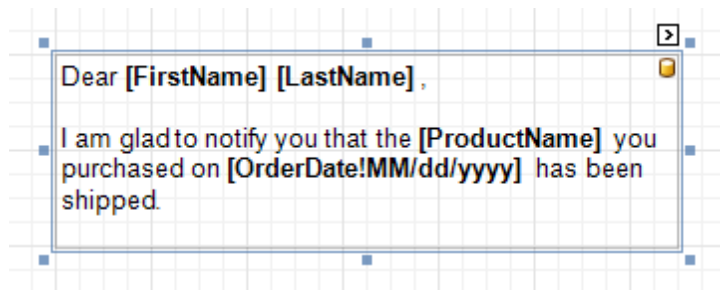 Dear [FirstName] [LastName] ,
I am glad to notify you that the [ProductName] you
purchased on [OrderDate!MM/dd/yyyy] has been
shipped.